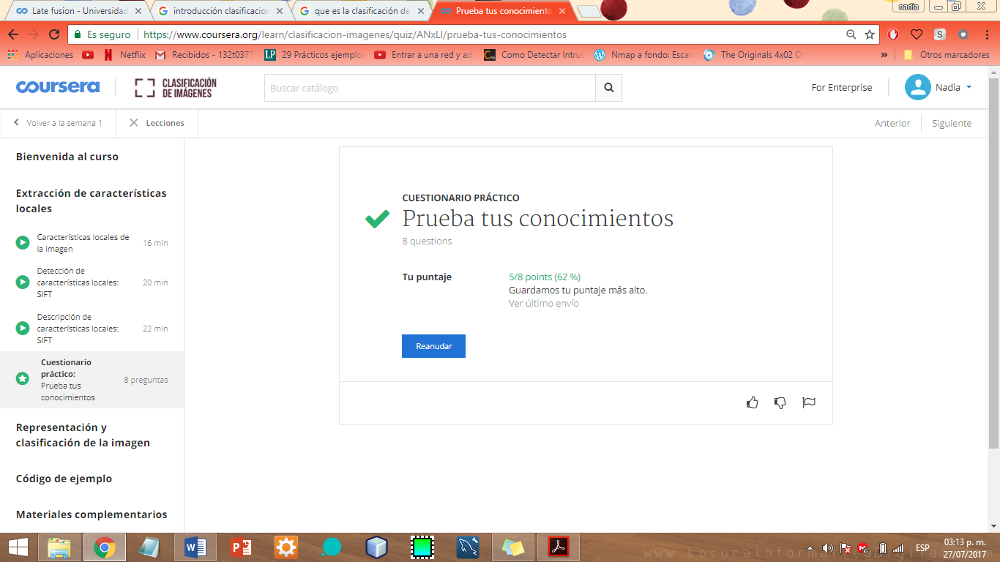 Late fusion - Universidad
introducción clasificacion
que es la clasificación de
Prueba tus conocimiento
nadia
Es seguro
https://www.coursera.org/learn/clasificacion-imagenes/quiz/ANxLI/prueba-tus-conocimientos
Aplicaciones
Netflix
Recibidos - 132t0377
29 Prácticos ejemplo
Entrar a una red y ad
Como Detectar Intru
Nmap a fondo: Escan
The Originals 4x02 O
»
Otros marcadores
coursera
CLASIFICACIÓN
DE IMÁGENES
Buscar catálogo
For Enterprise
Nadia
Volver a la semana 1
Lecciones
Anterior
Siguiente
Bienvenida al curso
Extracción de características
locales
Características locales de
la imagen
16 min
Detección de
características locales:
SIFT
20 min
Descripción de
características locales:
SIFT
22 min
Cuestionario
práctico:
Prueba tus
conocimientos
8 preguntas
Representación y
clasificación de la imagen
Código de ejemplo
Materiales complementarios
CUESTIONARIO PRÁCTICO
Prueba tus conocimientos
8 questions
Tu puntaje
5/8 points (62 %)
Guardamos tu puntaje más alto.
Ver último envío
Reanudar
ESP
03:13 p. m.
27/07/2017